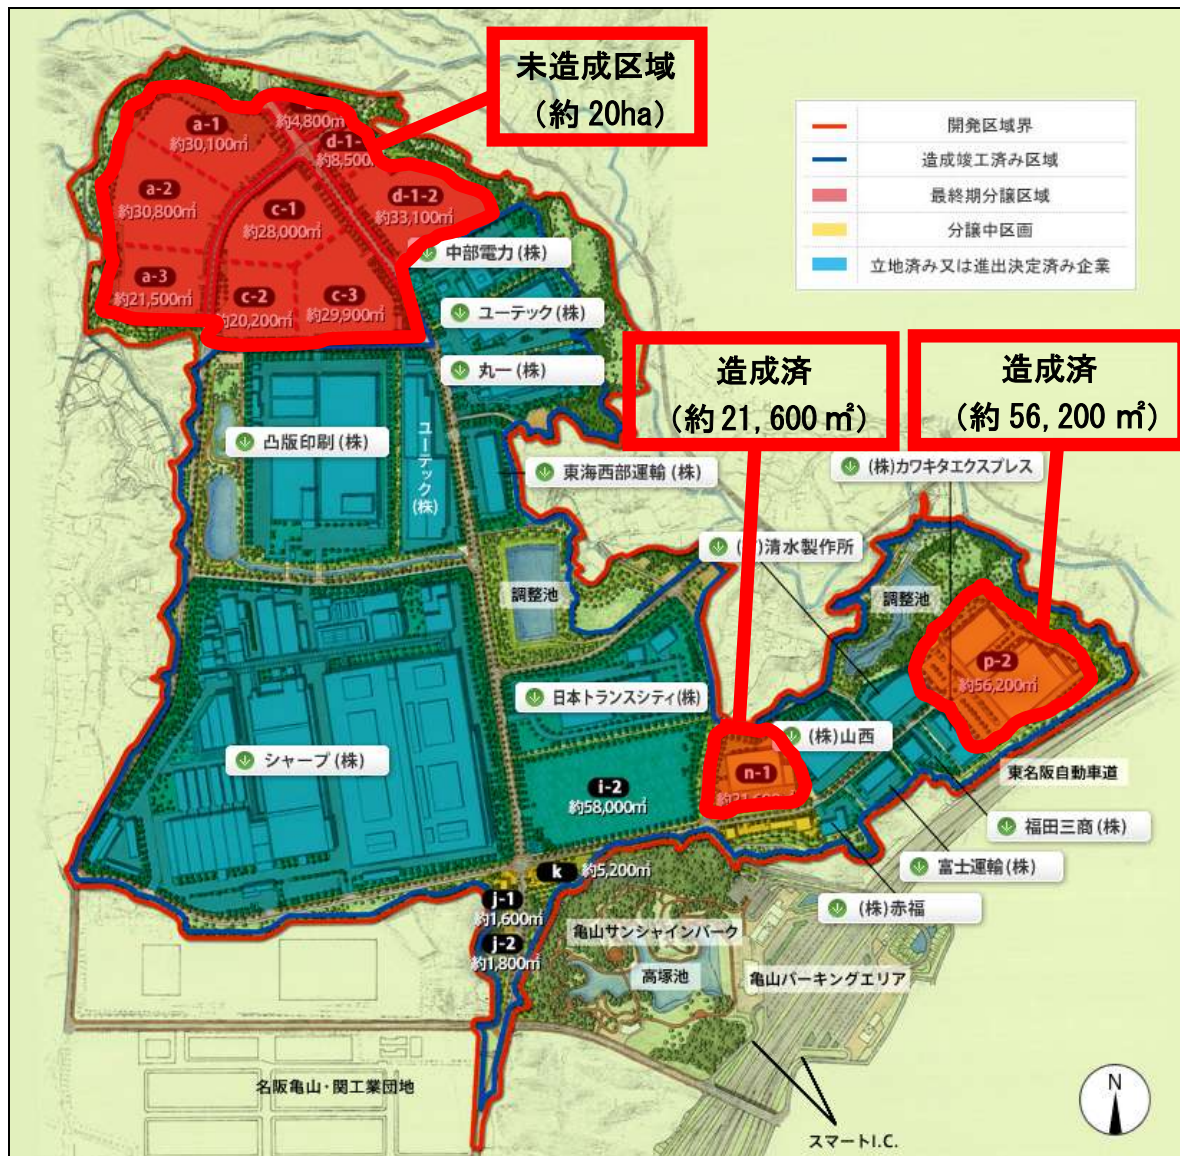 未造成区域
（約 20ha）
開発区域界
造成竣工済み区域
最終期分譲区域
分譲中区画
立地済み又は進出決定済み企業
約4,800㎡
a-1
約30,100㎡
d-1-
約8,500㎡
a-2
約30,800㎡
c-1
約28,000㎡
d-1-2
約33,100㎡
a-3
約21,500㎡
c-2
約20,200㎡
c-3
約29,900㎡
中部電力(株)
ユーテック(株)
丸一(株)
造成済
（約 21,600 ㎡）
造成済
（約 56,200 ㎡）
凸版印刷(株)
ユーテック(株)
東海西部運輸(株)
(株)カワキタエクスプレス
)清水製作所
調整池
調整池
p-2
約56,200㎡
日本トランスシティ(株)
(株)山西
シャープ(株)
n-1
i-2
約58,000㎡
東名阪自動車道
福田三商(株)
富士運輸(株)
(株)赤福
k
約5,200㎡
j-1
約1,600㎡
j-2
約1,800㎡
亀山サンシャインパーク
高塚池
亀山パーキングエリア
名阪亀山・関工業団地
スマートI.C.
N